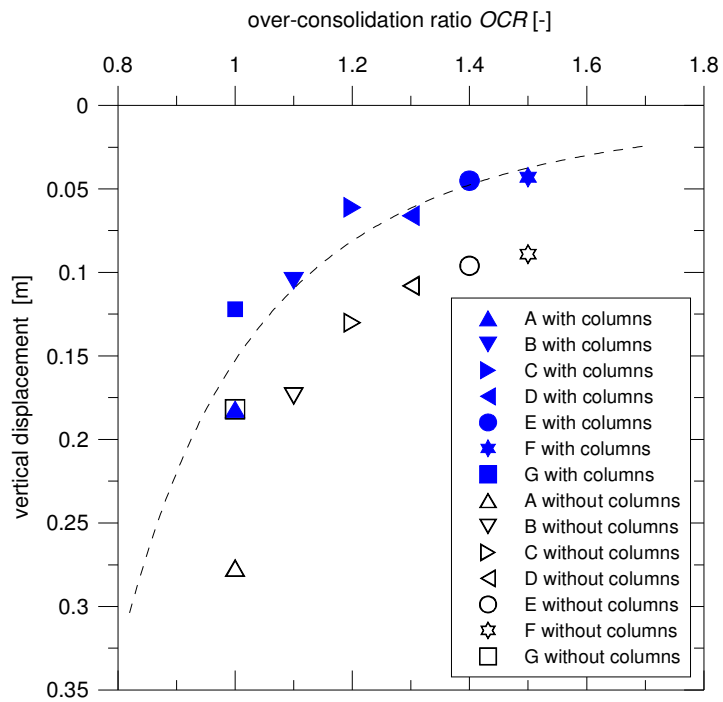 over-consolidation ratio OCR [-]
0.8 1 1.2 1.4 1.6 1.8
0
0.05
0.1
0.15
0.2
0.25
0.3
0.35
vertical displacement [m]
A with columns
B with columns
C with columns
D with columns
E with columns
F with columns
G with columns
A without columns
B without columns
C without columns
D without columns
E without columns
F without columns
G without columns